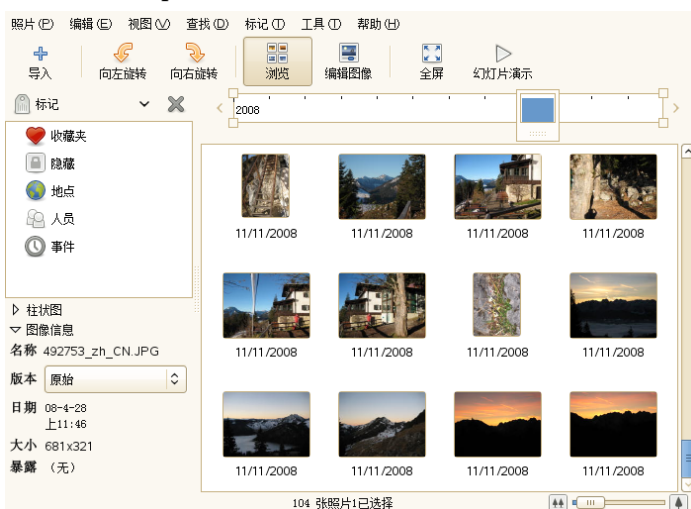 照片(P) 编辑(E) 视图(V) 查找(D) 标记(T) 工具(T) 帮助(H)
导入 向左旋转 向右旋转 浏览 编辑图像 全屏 幻灯片演示
标记
2008
收藏夹
隐藏
地点
人员
事件
11/11/2008 11/11/2008 11/11/2008 11/11/2008
11/11/2008 11/11/2008 11/11/2008 11/11/2008
11/11/2008 11/11/2008 11/11/2008 11/11/2008
柱状图
图像信息
名称 492753_zh_CN.JPG
版本 原始
日期 08-4-28
上11:46
大小 681x321
暴露 (无)
104 张照片1已选择